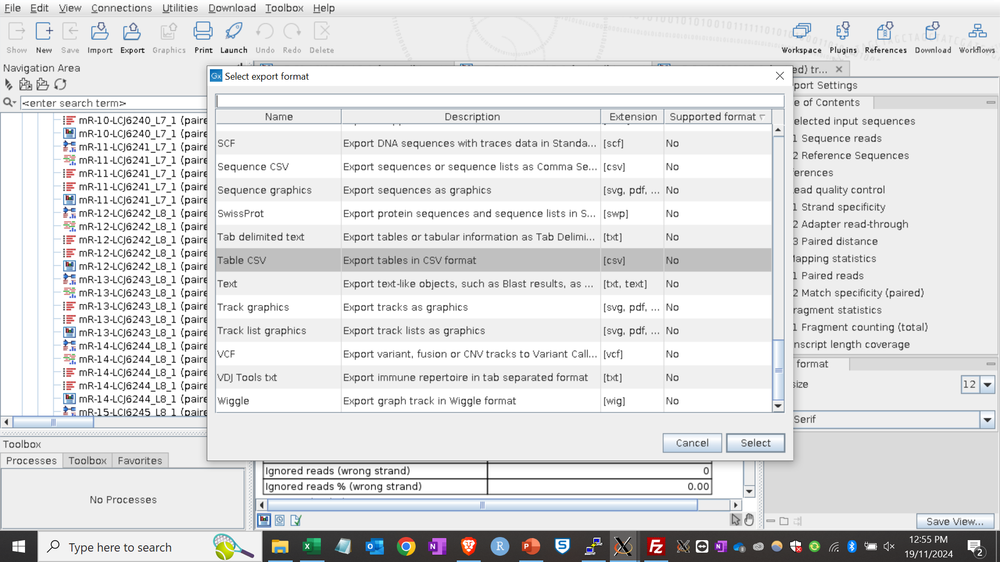 File Edit View Connections Utilities Download Toolbox Help
Show New Save Import Export Graphics Print Launch Undo Redo Delete
Workspace Plugins References Download Workflows
Navigation Area
<enter search term>
mR-10-LCJ6240_L7_1 (paire
mR-10-LCJ6240_L7_1 (paire
mR-11-LCJ6241_L7_1 (paire
mR-11-LCJ6241_L7_1 (paire
mR-11-LCJ6241_L7_1 (paire
mR-11-LCJ6241_L7_1 (paire
mR-11-LCJ6241_L7_1 (paire
mR-12-LCJ6242_L8_1 (paire
mR-12-LCJ6242_L8_1 (paire
mR-12-LCJ6242_L8_1 (paire
mR-12-LCJ6242_L8_1 (paire
mR-12-LCJ6242_L8_1 (paire
mR-13-LCJ6243_L8_1 (paire
mR-13-LCJ6243_L8_1 (paire
mR-13-LCJ6243_L8_1 (paire
mR-13-LCJ6243_L8_1 (paire
mR-13-LCJ6243_L8_1 (paire
mR-14-LCJ6244_L8_1 (paire
mR-14-LCJ6244_L8_1 (paire
mR-14-LCJ6244_L8_1 (paire
mR-14-LCJ6244_L8_1 (paire
mR-14-LCJ6244_L8_1 (paire
mR-15-LCJ6245_L8_1 (paire
Toolbox
Processes Toolbox Favorites
No Processes
Gx Select export format
Name Description Extension Supported format
SCF Export DNA sequences with traces data in Standa... [scf] No
Sequence CSV Export sequences or sequence lists as Comma Se... [csv] No
Sequence graphics Export sequences as graphics [svg, pdf, ... No
SwissProt Export protein sequences and sequence lists in S... [swp] No
Tab delimited text Export tables or tabular information as Tab Delimi... [txt] No
Table CSV Export tables in CSV format [csv] No
Text Export text-like objects, such as Blast results, as ... [txt, text] No
Track graphics Export tracks as graphics [svg, pdf, ... No
Track list graphics Export track lists as graphics [svg, pdf, ... No
VCF Export variant, fusion or CNV tracks to Variant Call... [vcf] No
VDJ Tools txt Export immune repertoire in tab separated format [txt] No
Wiggle Export graph track in Wiggle format [wig] No
Cancel Select
Ignored reads (wrong strand) 0
Ignored reads % (wrong strand) 0.00
ed) tr...
port Settings
e of Contents
elected input sequences
1 Sequence reads
2 Reference Sequences
ferences
ead quality control
1 Strand specificity
2 Adapter read-through
3 Paired distance
Mapping statistics
1 Paired reads
2 Match specificity (paired)
ragment statistics
1 Fragment counting (total)
nscript length coverage
format
size 12
Serif
Save View...
Type here to search
12:55 PM
19/11/2024
2